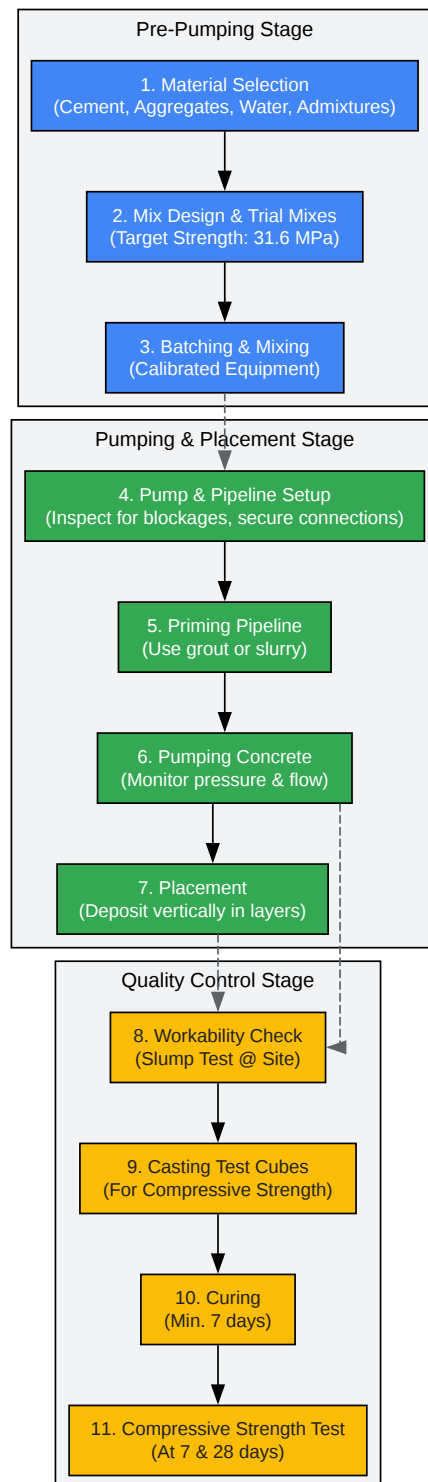 Pre-Pumping Stage
1. Material Selection
(Cement, Aggregates, Water, Admixtures)
2. Mix Design & Trial Mixes
(Target Strength: 31.6 MPa)
3. Batching & Mixing
(Calibrated Equipment)
Pumping & Placement Stage
4. Pump & Pipeline Setup
(Inspect for blockages, secure connections)
5. Priming Pipeline
(Use grout or slurry)
6. Pumping Concrete
(Monitor pressure & flow)
7. Placement
(Deposit vertically in layers)
Quality Control Stage
8. Workability Check
(Slump Test @ Site)
9. Casting Test Cubes
(For Compressive Strength)
10. Curing
(Min. 7 days)
11. Compressive Strength Test
(At 7 & 28 days)